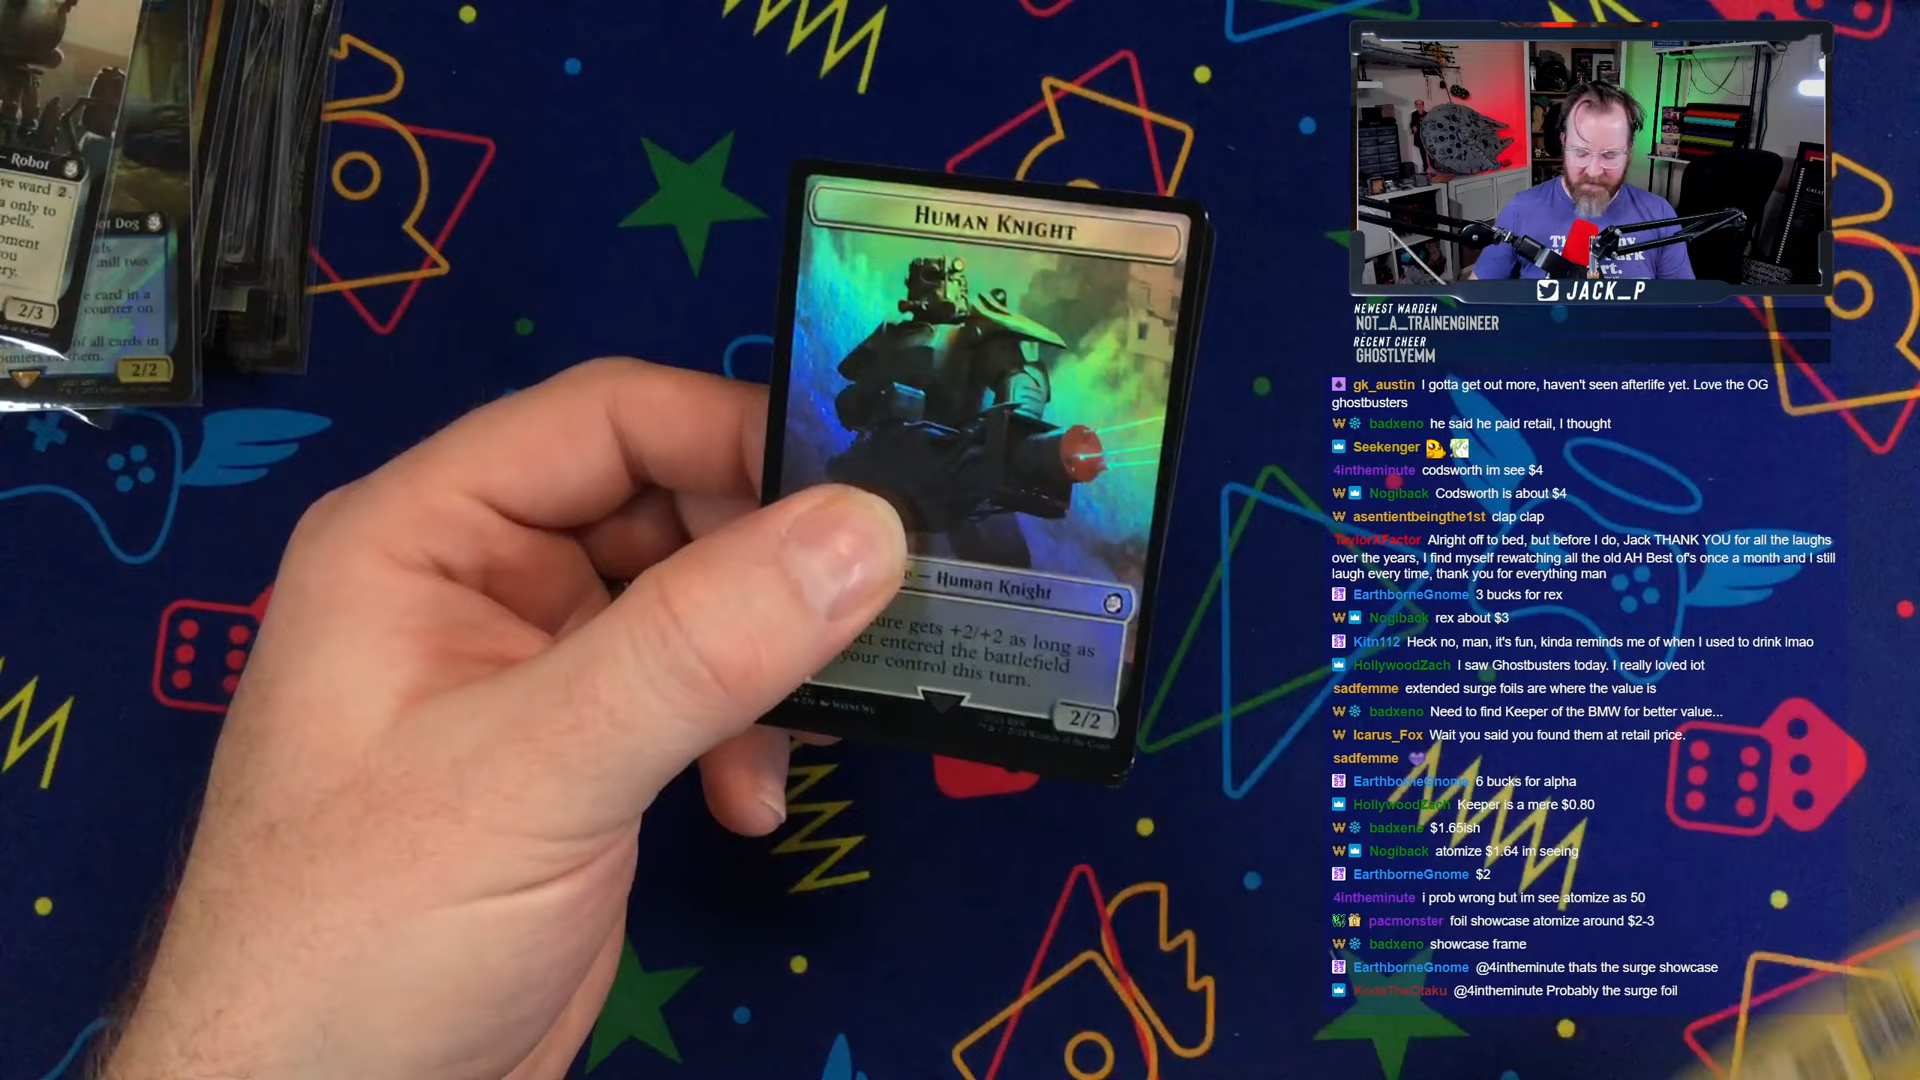 – Robot
ve ward 2.
a only to
pells.
pment
you
ery.
2/3
ot Dog
mill two
e card in a
counter on
of all cards in
ounters on them.
2/2
HUMAN KNIGHT
– Human Knight
ure gets +2/+2 as long as
ct entered the battlefield
your control this turn.
2/2
JACK_P
NEWEST WARDEN
NOT_A_TRAINENGINEER
RECENT CHEER
GHOSTLYEMM
gk_austin I gotta get out more, haven't seen afterlife yet. Love the OG
ghostbusters
badxeno he said he paid retail, I thought
Seekenger
4intheminute codsworth im see $4
Nogiback Codsworth is about $4
asentientbeingthe1st clap clap
TaylorXFactor Alright off to bed, but before I do, Jack THANK YOU for all the laughs
over the years, I find myself rewatching all the old AH Best of's once a month and I still
laugh every time, thank you for everything man
EarthborneGnome 3 bucks for rex
Nogiback rex about $3
Kitn112 Heck no, man, it's fun, kinda reminds me of when I used to drink lmao
HollywoodZach I saw Ghostbusters today. I really loved iot
sadfemme extended surge foils are where the value is
badxeno Need to find Keeper of the BMW for better value...
Icarus_Fox Wait you said you found them at retail price.
sadfemme
EarthborneGnome 6 bucks for alpha
HollywoodZach Keeper is a mere $0.80
badxeno $1.65ish
Nogiback atomize $1.64 im seeing
EarthborneGnome $2
4intheminute i prob wrong but im see atomize as 50
pacmonster foil showcase atomize around $2-3
badxeno showcase frame
EarthborneGnome @4intheminute thats the surge showcase
KodaTheOtaku @4intheminute Probably the surge foil